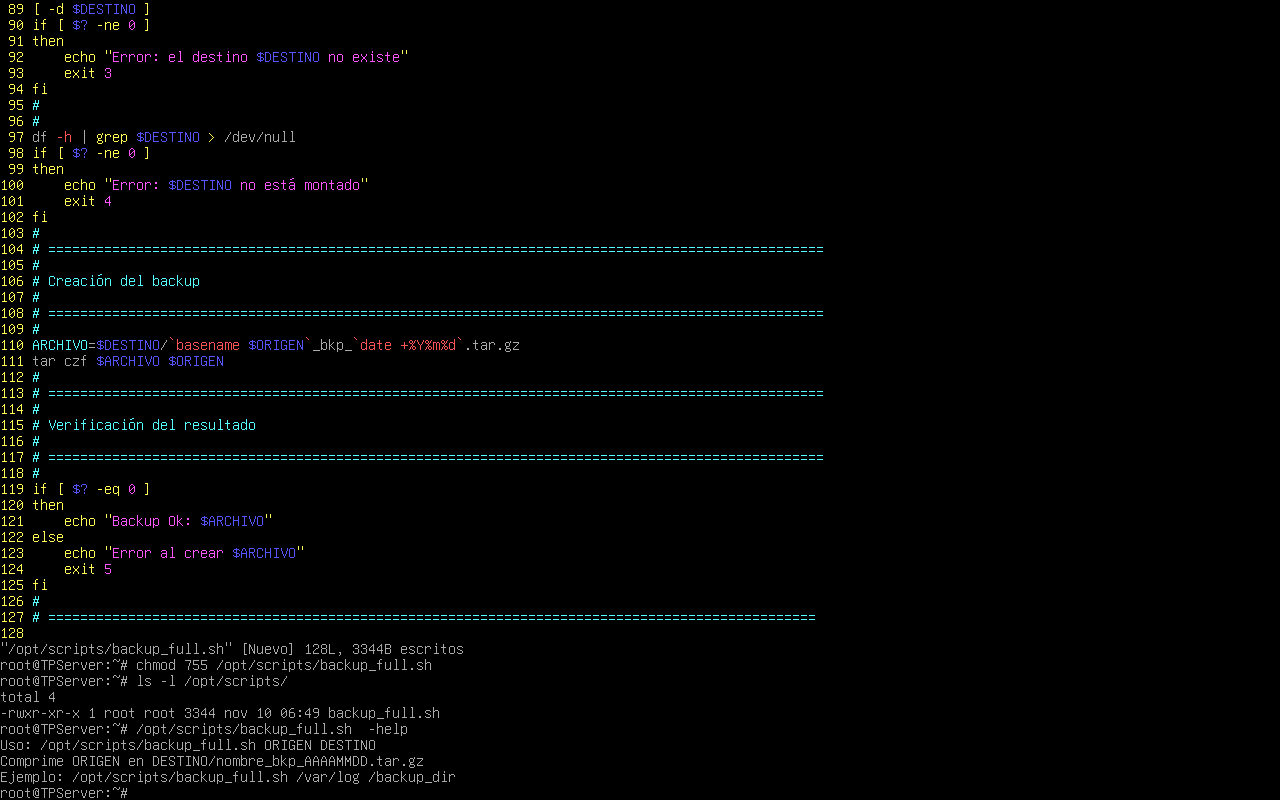 89 [ -d $DESTINO ]
 90 if [ $? -ne 0 ]
 91 then
 92     echo "Error: el destino $DESTINO no existe"
 93     exit 3
 94 fi
 95 #
 96 #
 97 df -h | grep $DESTINO > /dev/null
 98 if [ $? -ne 0 ]
 99 then
100     echo "Error: $DESTINO no está montado"
101     exit 4
102 fi
103 #
104 # =================================================================================================
105 #
106 # Creación del backup
107 #
108 # =================================================================================================
109 #
110 ARCHIVO=$DESTINO/`basename $ORIGEN`_bkp_`date +%Y%m%d`.tar.gz
111 tar czf $ARCHIVO $ORIGEN
112 #
113 # =================================================================================================
114 #
115 # Verificación del resultado
116 #
117 # =================================================================================================
118 #
119 if [ $? -eq 0 ]
120 then
121     echo "Backup Ok: $ARCHIVO"
122 else
123     echo "Error al crear $ARCHIVO"
124     exit 5
125 fi
126 #
127 # ================================================================================================
128
"/opt/scripts/backup_full.sh" [Nuevo] 128L, 3344B escritos
root@TPServer:~# chmod 755 /opt/scripts/backup_full.sh
root@TPServer:~# ls -l /opt/scripts/
total 4
-rwxr-xr-x 1 root root 3344 nov 10 06:49 backup_full.sh
root@TPServer:~# /opt/scripts/backup_full.sh  -help
Uso: /opt/scripts/backup_full.sh ORIGEN DESTINO
Comprime ORIGEN en DESTINO/nombre_bkp_AAAAMMDD.tar.gz
Ejemplo: /opt/scripts/backup_full.sh /var/log /backup_dir
root@TPServer:~#